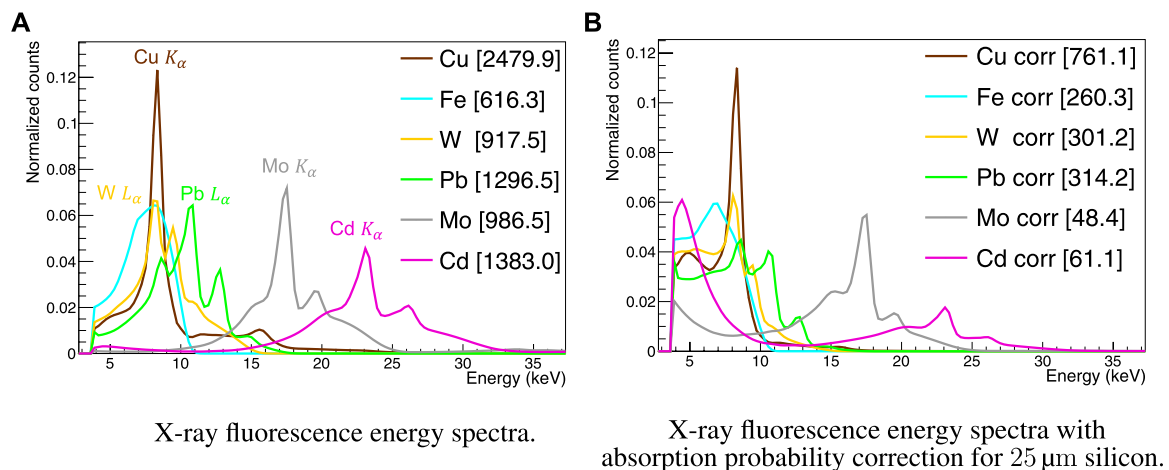 A
Normalized counts
0.12
0.1
0.08
0.06
0.04
0.02
0
Cu Kα
W Lα
Pb Lα
Mo Kα
Cd Kα
Cu [2479.9]
Fe [616.3]
W [917.5]
Pb [1296.5]
Mo [986.5]
Cd [1383.0]
5 10 15 20 25 30 35
Energy (keV)
X-ray fluorescence energy spectra.
B
Normalized counts
0.12
0.1
0.08
0.06
0.04
0.02
0
Cu corr [761.1]
Fe corr [260.3]
W corr [301.2]
Pb corr [314.2]
Mo corr [48.4]
Cd corr [61.1]
5 10 15 20 25 30 35
Energy (keV)
X-ray fluorescence energy spectra with
absorption probability correction for 25 µm silicon.